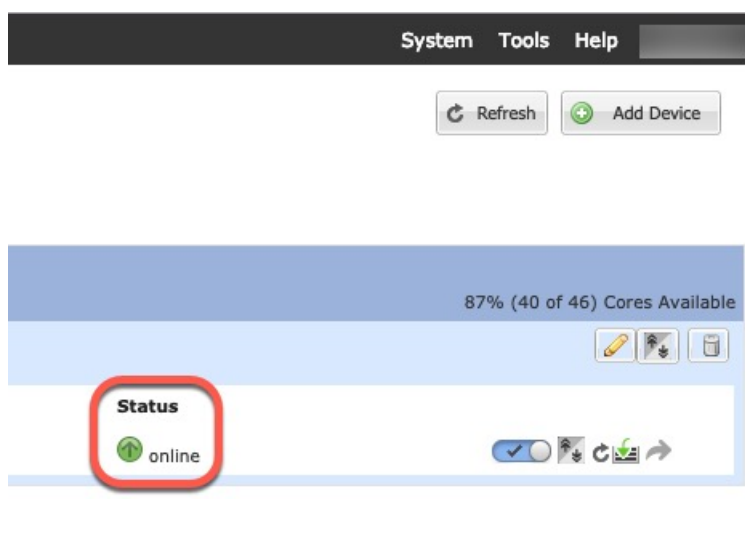 System Tools Help
Refresh Add Device
87% (40 of 46) Cores Available
Status
online